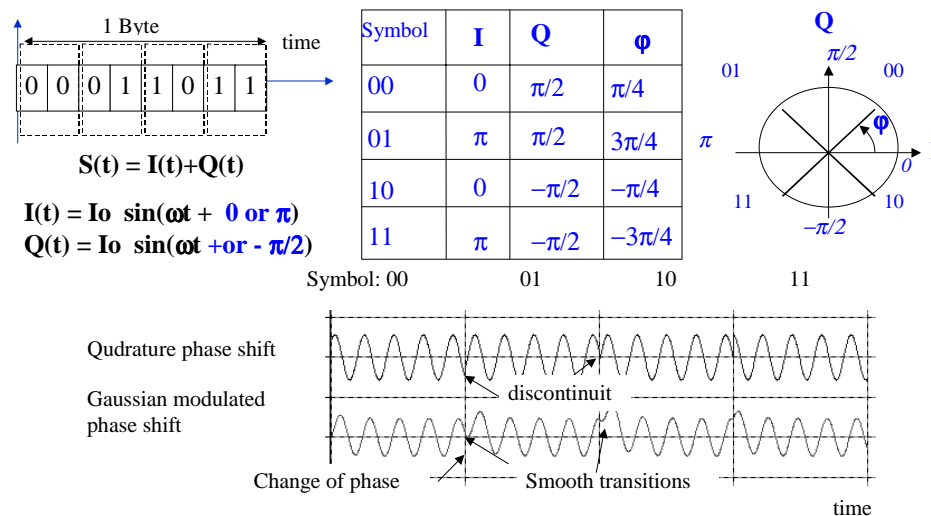 1 Byte
time
0 0 0 1 1 0 1 1
S(t) = I(t)+Q(t)
I(t) = Io sin(ωt + 0 or π)
Q(t) = Io sin(ωt +or - π/2)
Symbol I Q φ
00 0 π/2 π/4
01 π π/2 3π/4
10 0 −π/2 −π/4
11 π −π/2 −3π/4
Q
π/2
01 00
φ
π 0
11 10
−π/2
Symbol: 00 01 10 11
Qudrature phase shift
discontinuit
Gaussian modulated
phase shift
Change of phase Smooth transitions
time